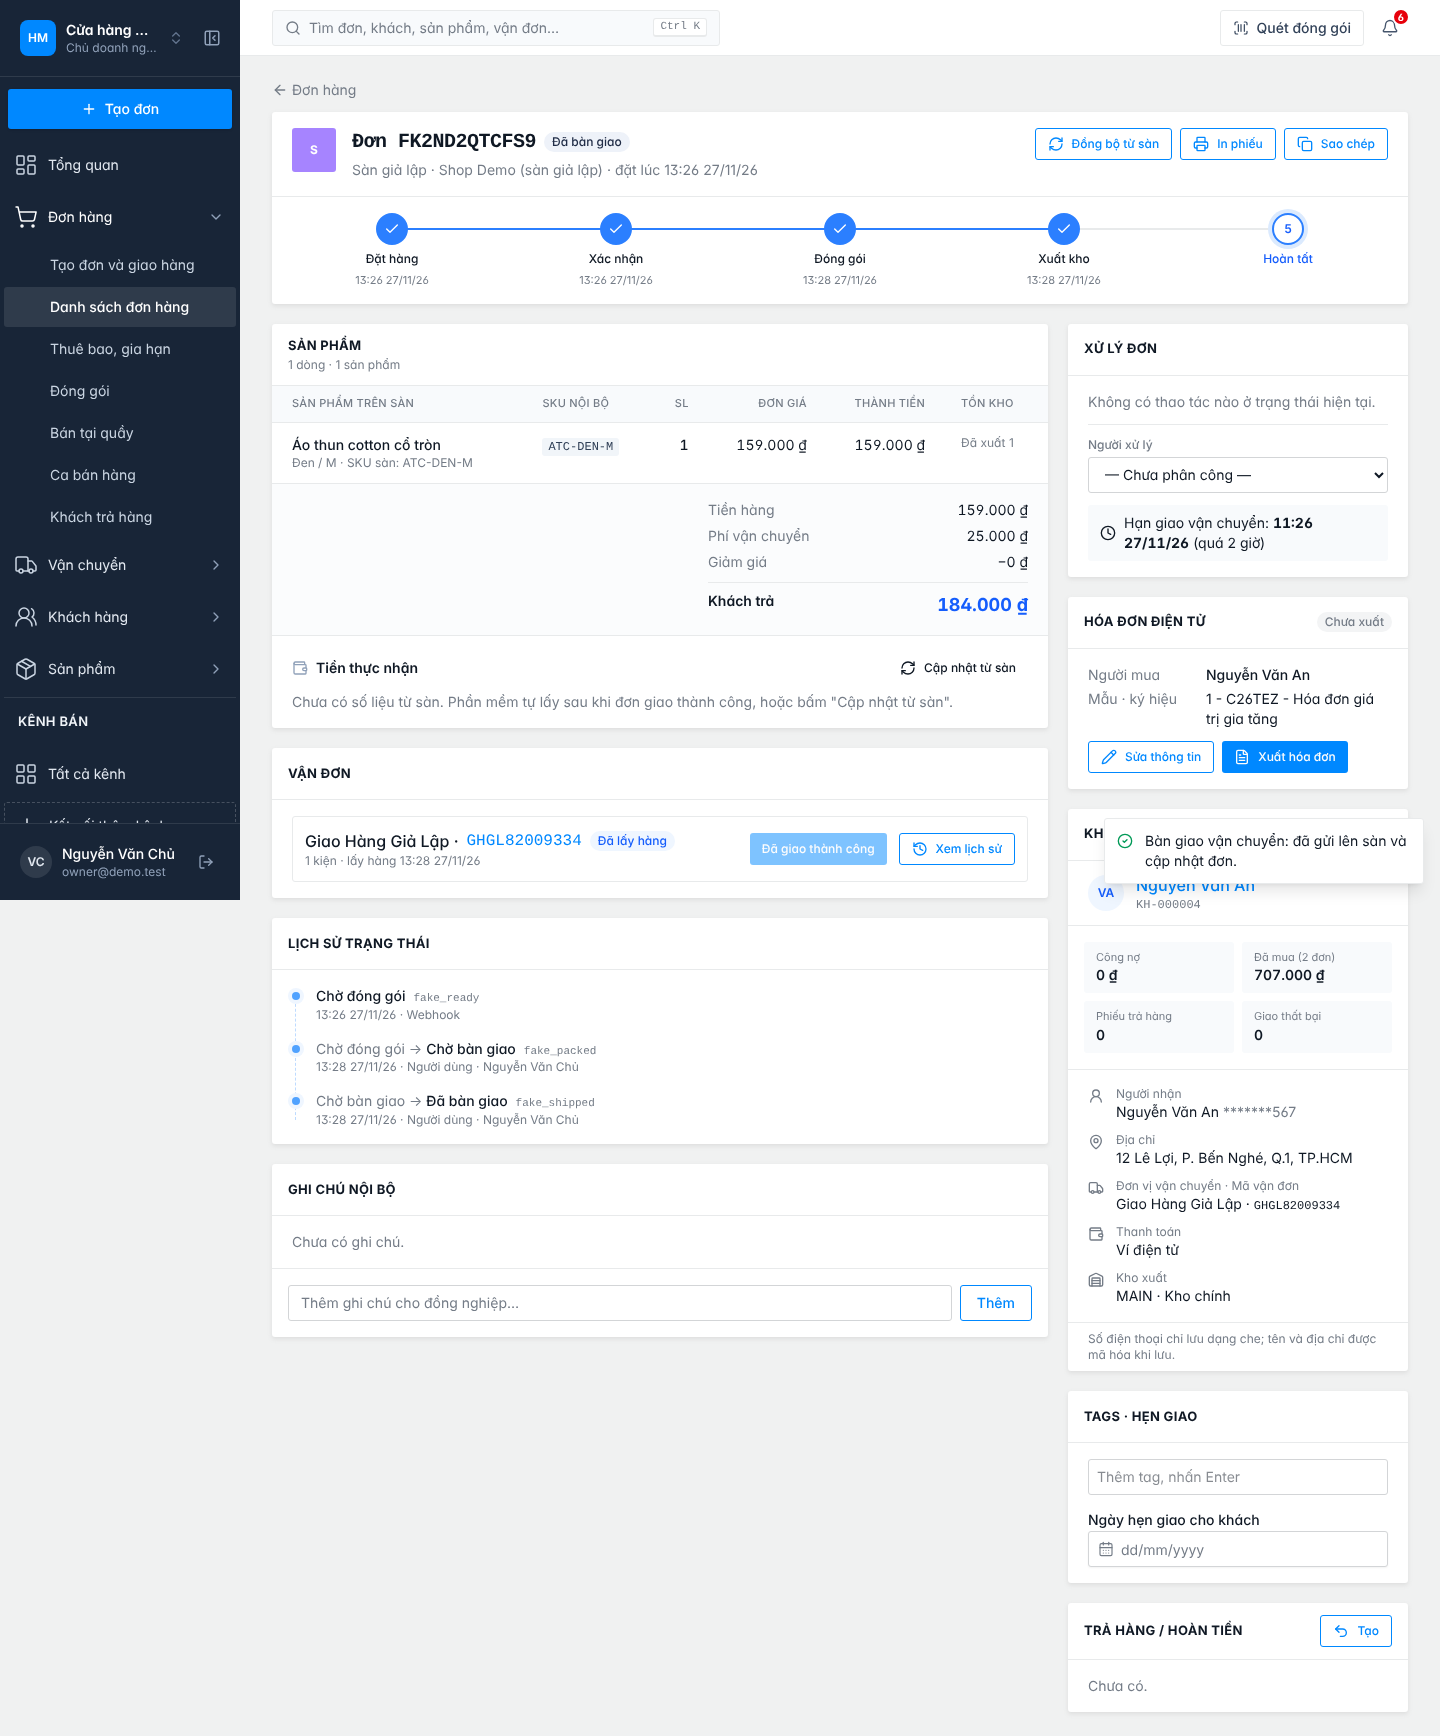 HM
Cửa hàng ...
Chủ doanh ng...
Tìm đơn, khách, sản phẩm, vận đơn...
Ctrl K
Quét đóng gói
6
Tạo đơn
Tổng quan
Đơn hàng
Tạo đơn và giao hàng
Danh sách đơn hàng
Thuê bao, gia hạn
Đóng gói
Bán tại quầy
Ca bán hàng
Khách trả hàng
Vận chuyển
Khách hàng
Sản phẩm
KÊNH BÁN
Tất cả kênh
VC
Nguyễn Văn Chủ
owner@demo.test
Đơn hàng
S
Đơn FK2ND2QTCFS9
Đã bàn giao
Sàn giả lập · Shop Demo (sàn giả lập) · đặt lúc 13:26 27/11/26
Đồng bộ từ sàn
In phiếu
Sao chép
5
Đặt hàng
Xác nhận
Đóng gói
Xuất kho
Hoàn tất
13:26 27/11/26
13:26 27/11/26
13:28 27/11/26
13:28 27/11/26
SẢN PHẨM
1 dòng · 1 sản phẩm
SẢN PHẨM TRÊN SÀN
SKU NỘI BỘ
SL
ĐƠN GIÁ
THÀNH TIỀN
TỒN KHO
Áo thun cotton cổ tròn
ATC-DEN-M
1
159.000 ₫
159.000 ₫
Đã xuất 1
Đen / M · SKU sàn: ATC-DEN-M
Tiền hàng
159.000 ₫
Phí vận chuyển
25.000 ₫
Giảm giá
−0 ₫
Khách trả
184.000 ₫
Tiền thực nhận
Cập nhật từ sàn
Chưa có số liệu từ sàn. Phần mềm tự lấy sau khi đơn giao thành công, hoặc bấm "Cập nhật từ sàn".
VẬN ĐƠN
Giao Hàng Giả Lập · GHGL82009334
Đã lấy hàng
1 kiện · lấy hàng 13:28 27/11/26
Đã giao thành công
Xem lịch sử
LỊCH SỬ TRẠNG THÁI
Chờ đóng gói fake_ready
13:26 27/11/26 · Webhook
Chờ đóng gói → Chờ bàn giao fake_packed
13:28 27/11/26 · Người dùng · Nguyễn Văn Chủ
Chờ bàn giao → Đã bàn giao fake_shipped
13:28 27/11/26 · Người dùng · Nguyễn Văn Chủ
GHI CHÚ NỘI BỘ
Chưa có ghi chú.
Thêm ghi chú cho đồng nghiệp...
Thêm
XỬ LÝ ĐƠN
Không có thao tác nào ở trạng thái hiện tại.
Người xử lý
— Chưa phân công —
Hạn giao vận chuyển: 11:26
27/11/26 (quá 2 giờ)
HÓA ĐƠN ĐIỆN TỬ
Chưa xuất
Người mua
Nguyễn Văn An
Mẫu · ký hiệu
1 - C26TEZ - Hóa đơn giá
trị gia tăng
Sửa thông tin
Xuất hóa đơn
KH
Bàn giao vận chuyển: đã gửi lên sàn và
cập nhật đơn.
VA
Nguyễn Văn An
KH-000004
Công nợ
0 ₫
Đã mua (2 đơn)
707.000 ₫
Phiếu trả hàng
0
Giao thất bại
0
Người nhận
Nguyễn Văn An *******567
Địa chỉ
12 Lê Lợi, P. Bến Nghé, Q.1, TP.HCM
Đơn vị vận chuyển · Mã vận đơn
Giao Hàng Giả Lập · GHGL82009334
Thanh toán
Ví điện tử
Kho xuất
MAIN · Kho chính
Số điện thoại chỉ lưu dạng che; tên và địa chỉ được
mã hóa khi lưu.
TAGS · HẸN GIAO
Thêm tag, nhấn Enter
Ngày hẹn giao cho khách
dd/mm/yyyy
TRẢ HÀNG / HOÀN TIỀN
Tạo
Chưa có.